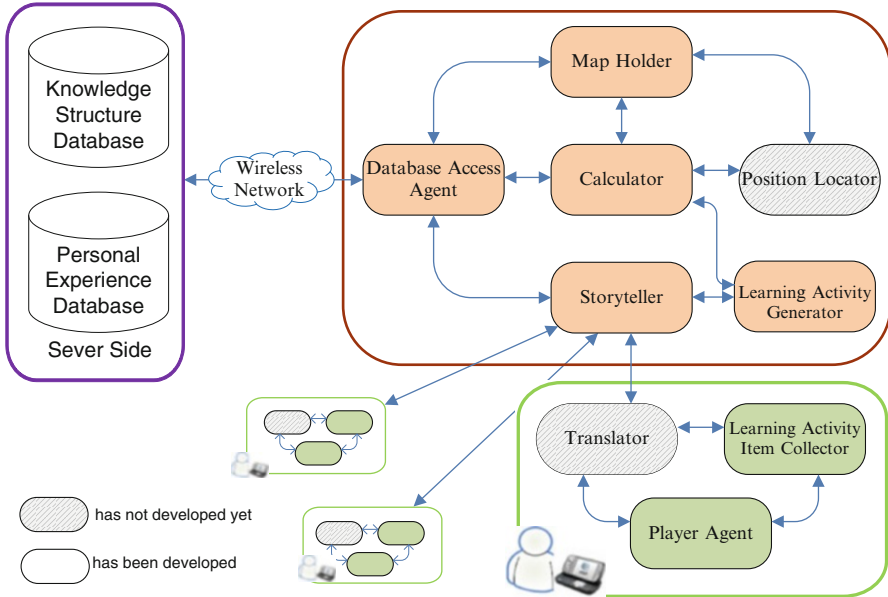 Knowledge
Structure
Database
Personal
Experience
Database
Sever Side
Wireless
Network
Map Holder
Database Access
Agent
Calculator
Position Locator
Storyteller
Learning Activity
Generator
Translator
Learning Activity
Item Collector
Player Agent
has not developed yet
has been developed